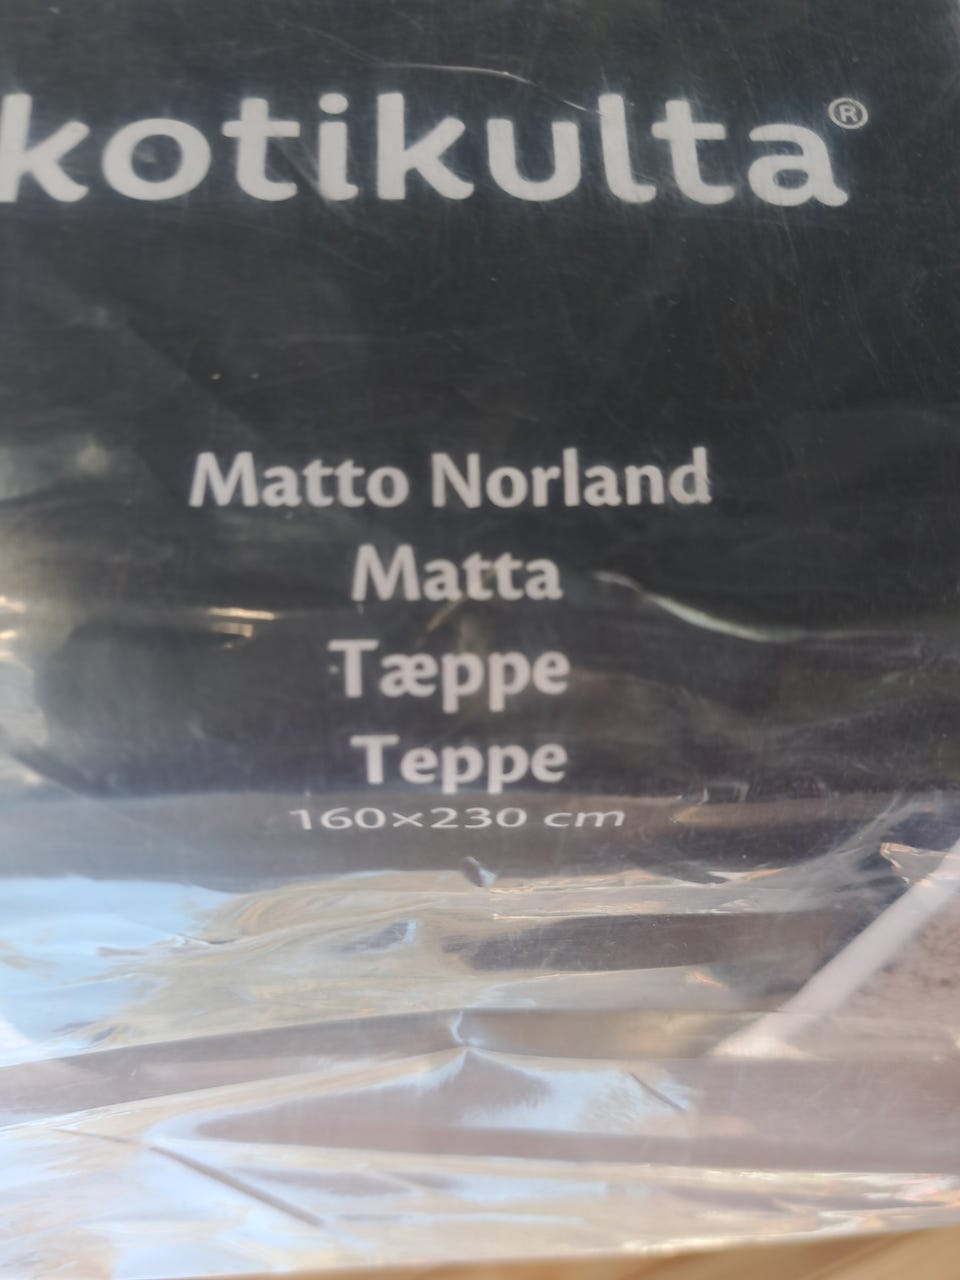 kotikulta®
Matto Norland
Matta
Tæppe
Teppe
160×230 cm